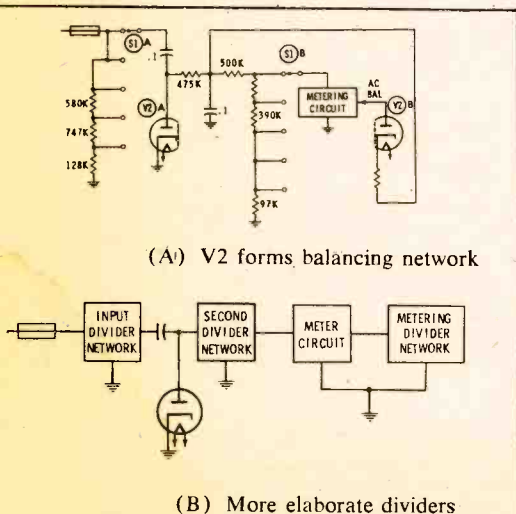 S1 A
.1
500K
S1 B
475K
580K
V2 A
.1
390K
METERING
CIRCUIT
AC
BAL
V2 B
747K
128K
97K
(A) V2 forms balancing network
INPUT
DIVIDER
NETWORK
SECOND
DIVIDER
NETWORK
METER
CIRCUIT
METERING
DIVIDER
NETWORK
(B) More elaborate dividers